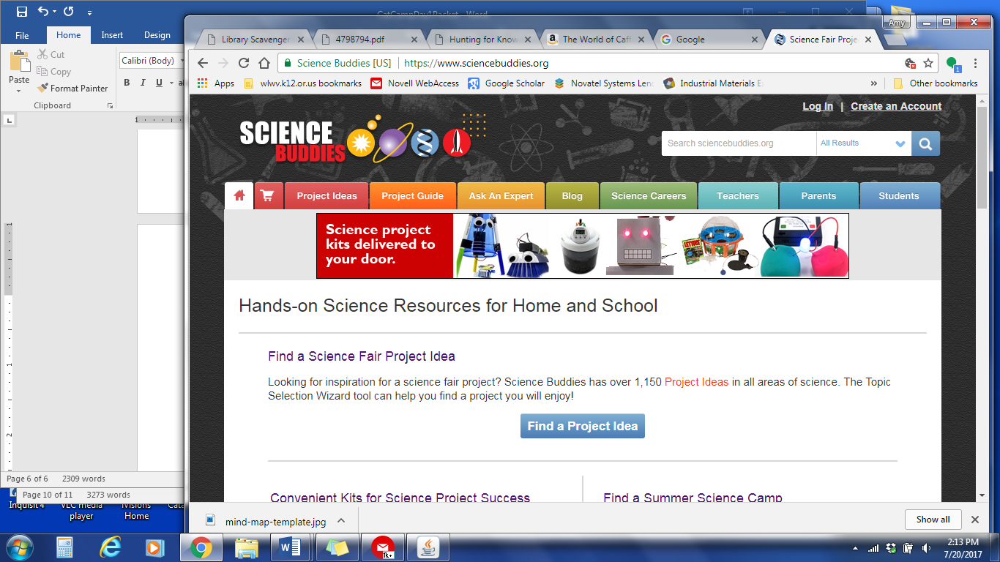 CatCampDay1Packet - Word
File Home Insert Design
Cut
Copy
Format Painter
Paste
Clipboard
Calibri (Body)
B I U
Page 6 of 6 2309 words
Page 10 of 11 3273 words
Inquisit 4
VLC media player
iVisions Home
Amy
Library Scavenger
4798794.pdf
Hunting for Know
The World of Caff
Google
Science Fair Proje
Science Buddies [US] https://www.sciencebuddies.org
Apps
wlwv.k12.or.us bookmarks
Novell WebAccess
Google Scholar
Novatel Systems Len
Industrial Materials E
»
Other bookmarks
Log In | Create an Account
SCIENCE
BUDDIES
Search sciencebuddies.org All Results
Project Ideas
Project Guide
Ask An Expert
Blog
Science Careers
Teachers
Parents
Students
Science project
kits delivered to
your door.
LETTUCE
Hands-on Science Resources for Home and School
Find a Science Fair Project Idea
Looking for inspiration for a science fair project? Science Buddies has over 1,150 Project Ideas in all areas of science. The Topic
Selection Wizard tool can help you find a project you will enjoy!
Find a Project Idea
Convenient Kits for Science Project Success
Find a Summer Science Camp
mind-map-template.jpg
Show all
1k+
2:13 PM
7/20/2017